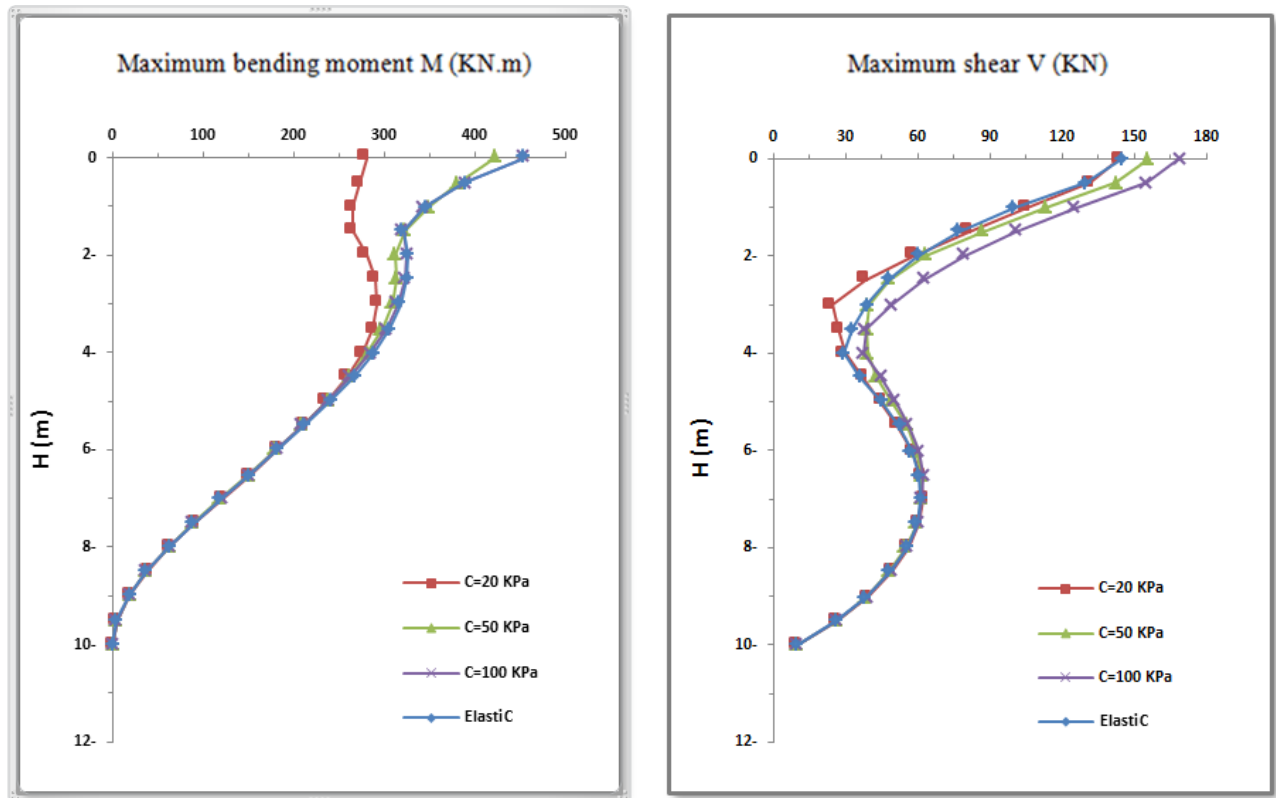 Maximum bending moment M (KN.m)
0 100 200 300 400 500
0
2-
4-
6-
8-
10-
12-
H (m)
C=20 KPa
C=50 KPa
C=100 KPa
ElastiC
Maximum shear V (KN)
0 30 60 90 120 150 180
0
2-
4-
6-
8-
10-
12-
H (m)
C=20 KPa
C=50 KPa
C=100 KPa
ElastiC